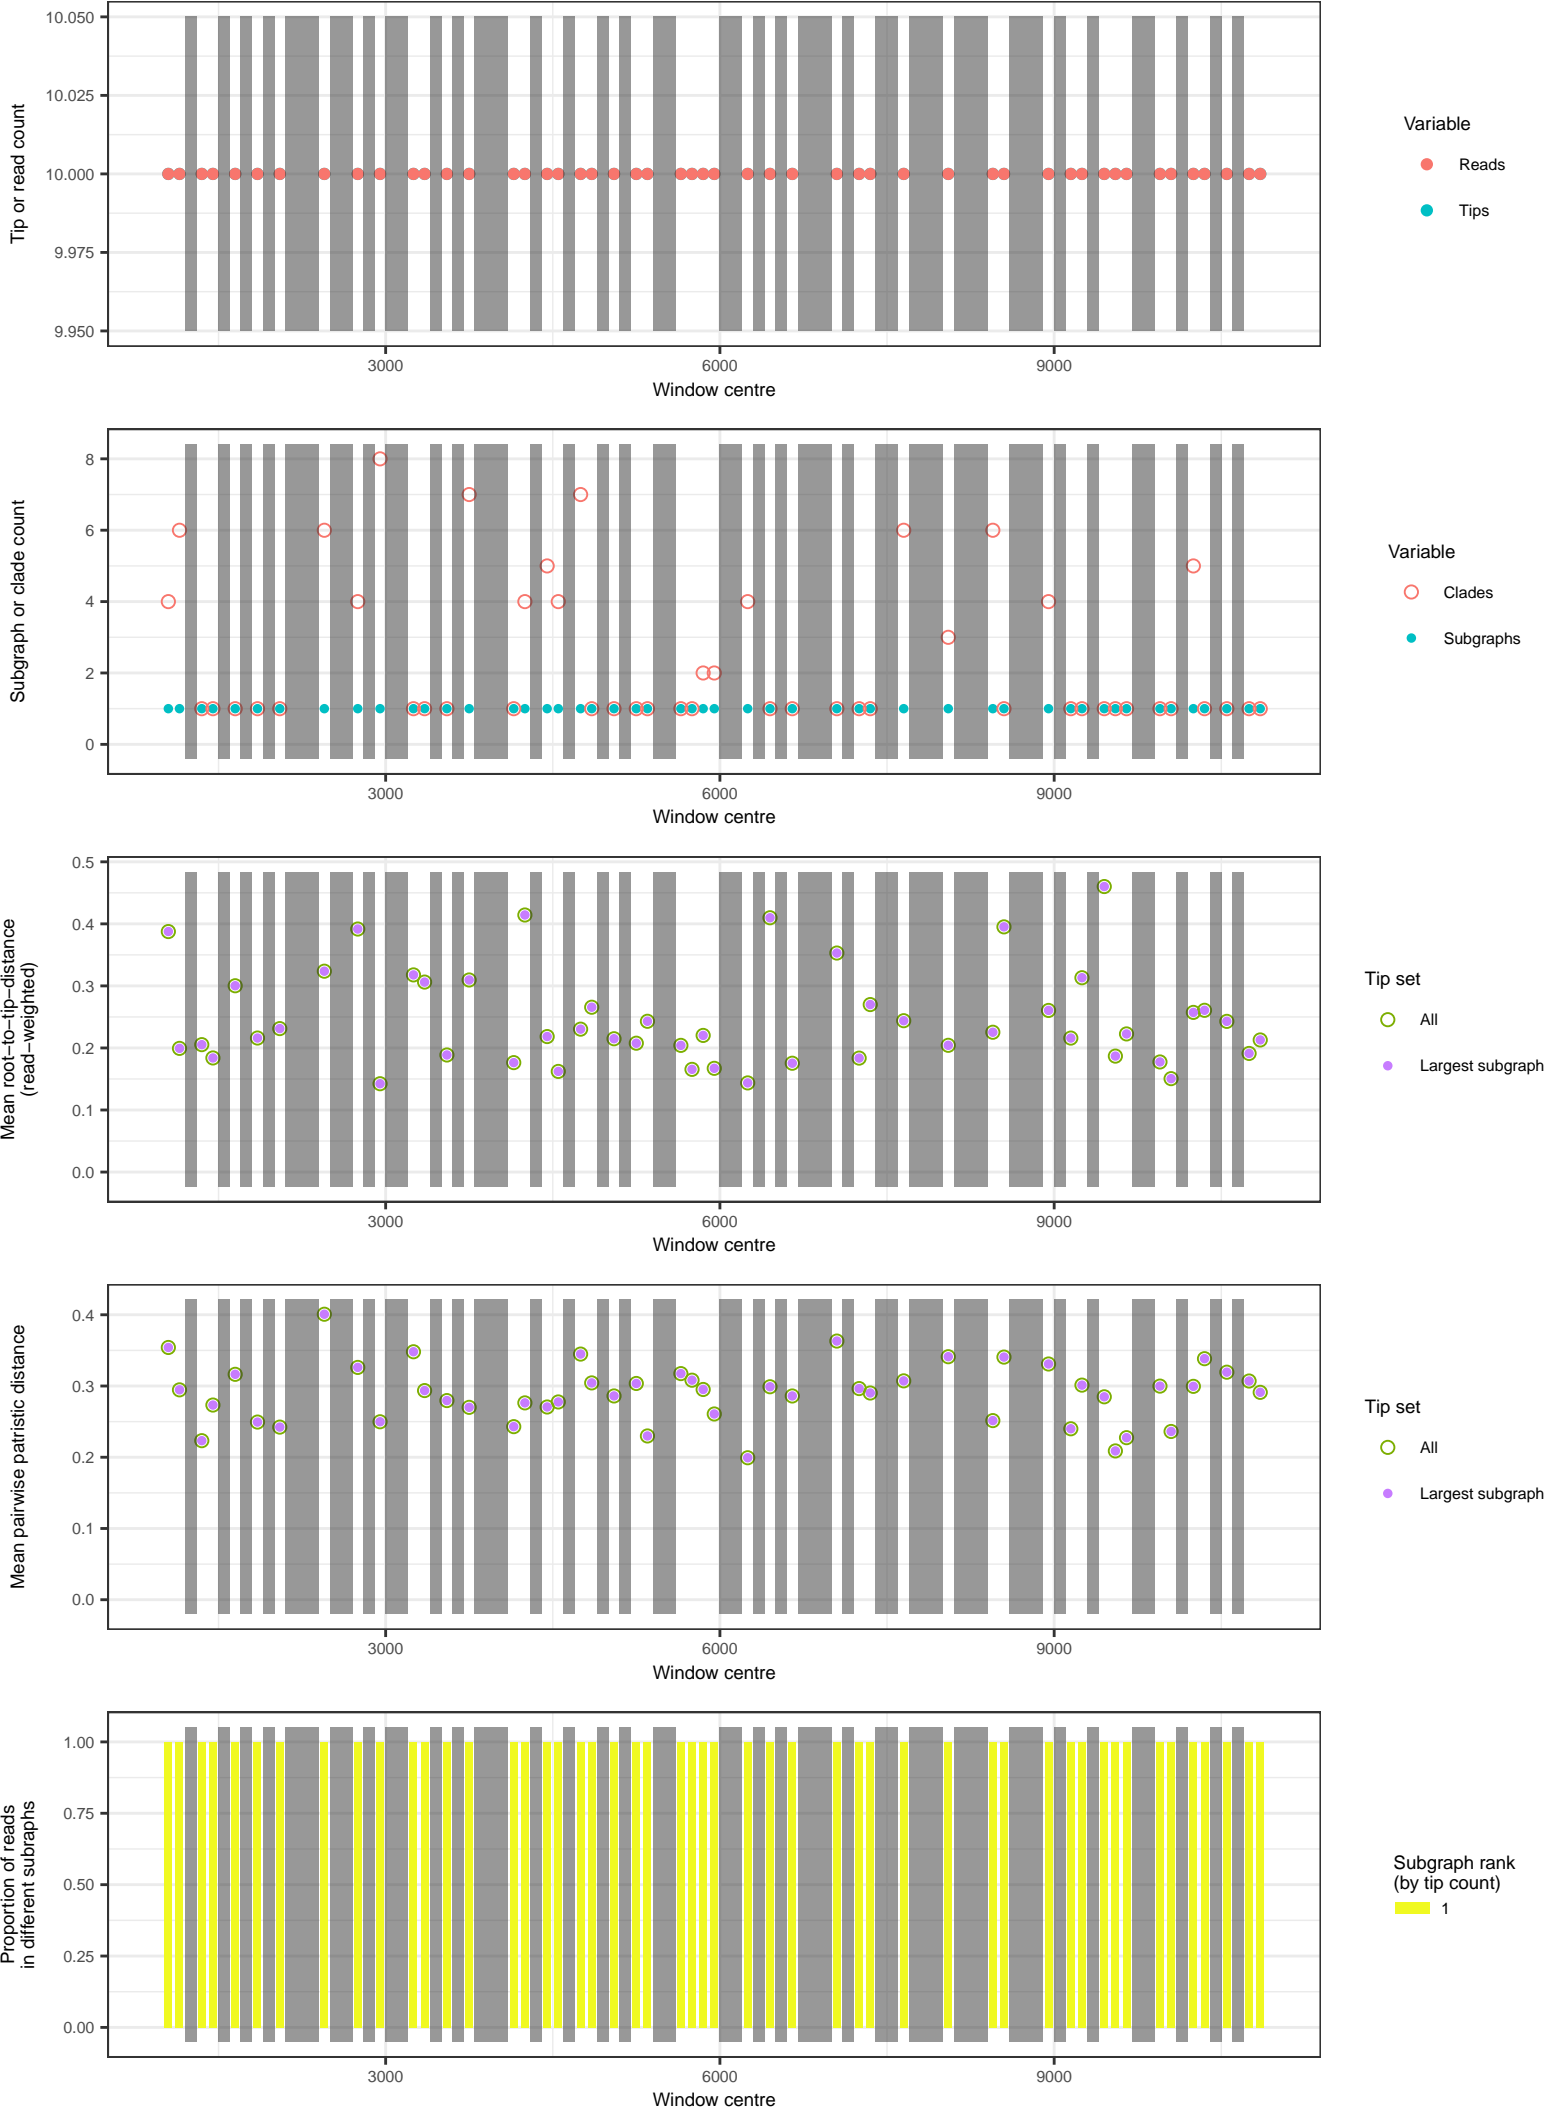 10.050
10.025
10.000
9.975
9.950
Tip or read count
3000
6000
9000
Window centre
Variable
Reads
Tips
8
6
4
2
0
Subgraph or clade count
3000
6000
9000
Window centre
Variable
Clades
Subgraphs
0.5
0.4
0.3
0.2
0.1
0.0
Mean root−to−tip−distance
(read−weighted)
3000
6000
9000
Window centre
Tip set
All
Largest subgraph
0.4
0.3
0.2
0.1
0.0
Mean pairwise patristic distance
3000
6000
9000
Window centre
Tip set
All
Largest subgraph
1.00
0.75
0.50
0.25
0.00
Proportion of reads
in different subraphs
3000
6000
9000
Window centre
Subgraph rank
(by tip count)
1